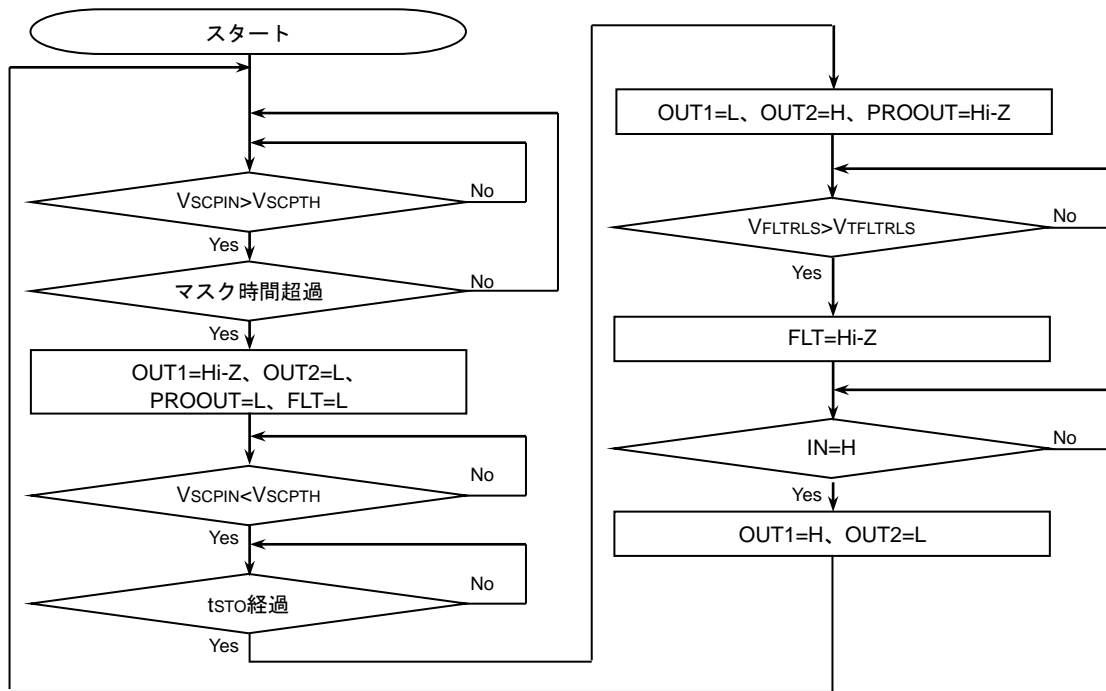 スタート
VSCPIN>VSCPTH
No
Yes
マスク時間超過
No
Yes
OUT1=Hi-Z、OUT2=L、
PROOUT=L、FLT=L
VSCPIN<VSCPTH
No
Yes
tSTO経過
No
Yes
OUT1=L、OUT2=H、PROOUT=Hi-Z
VFLTRLS>VTFLTRLS
No
Yes
FLT=Hi-Z
IN=H
No
Yes
OUT1=H、OUT2=L